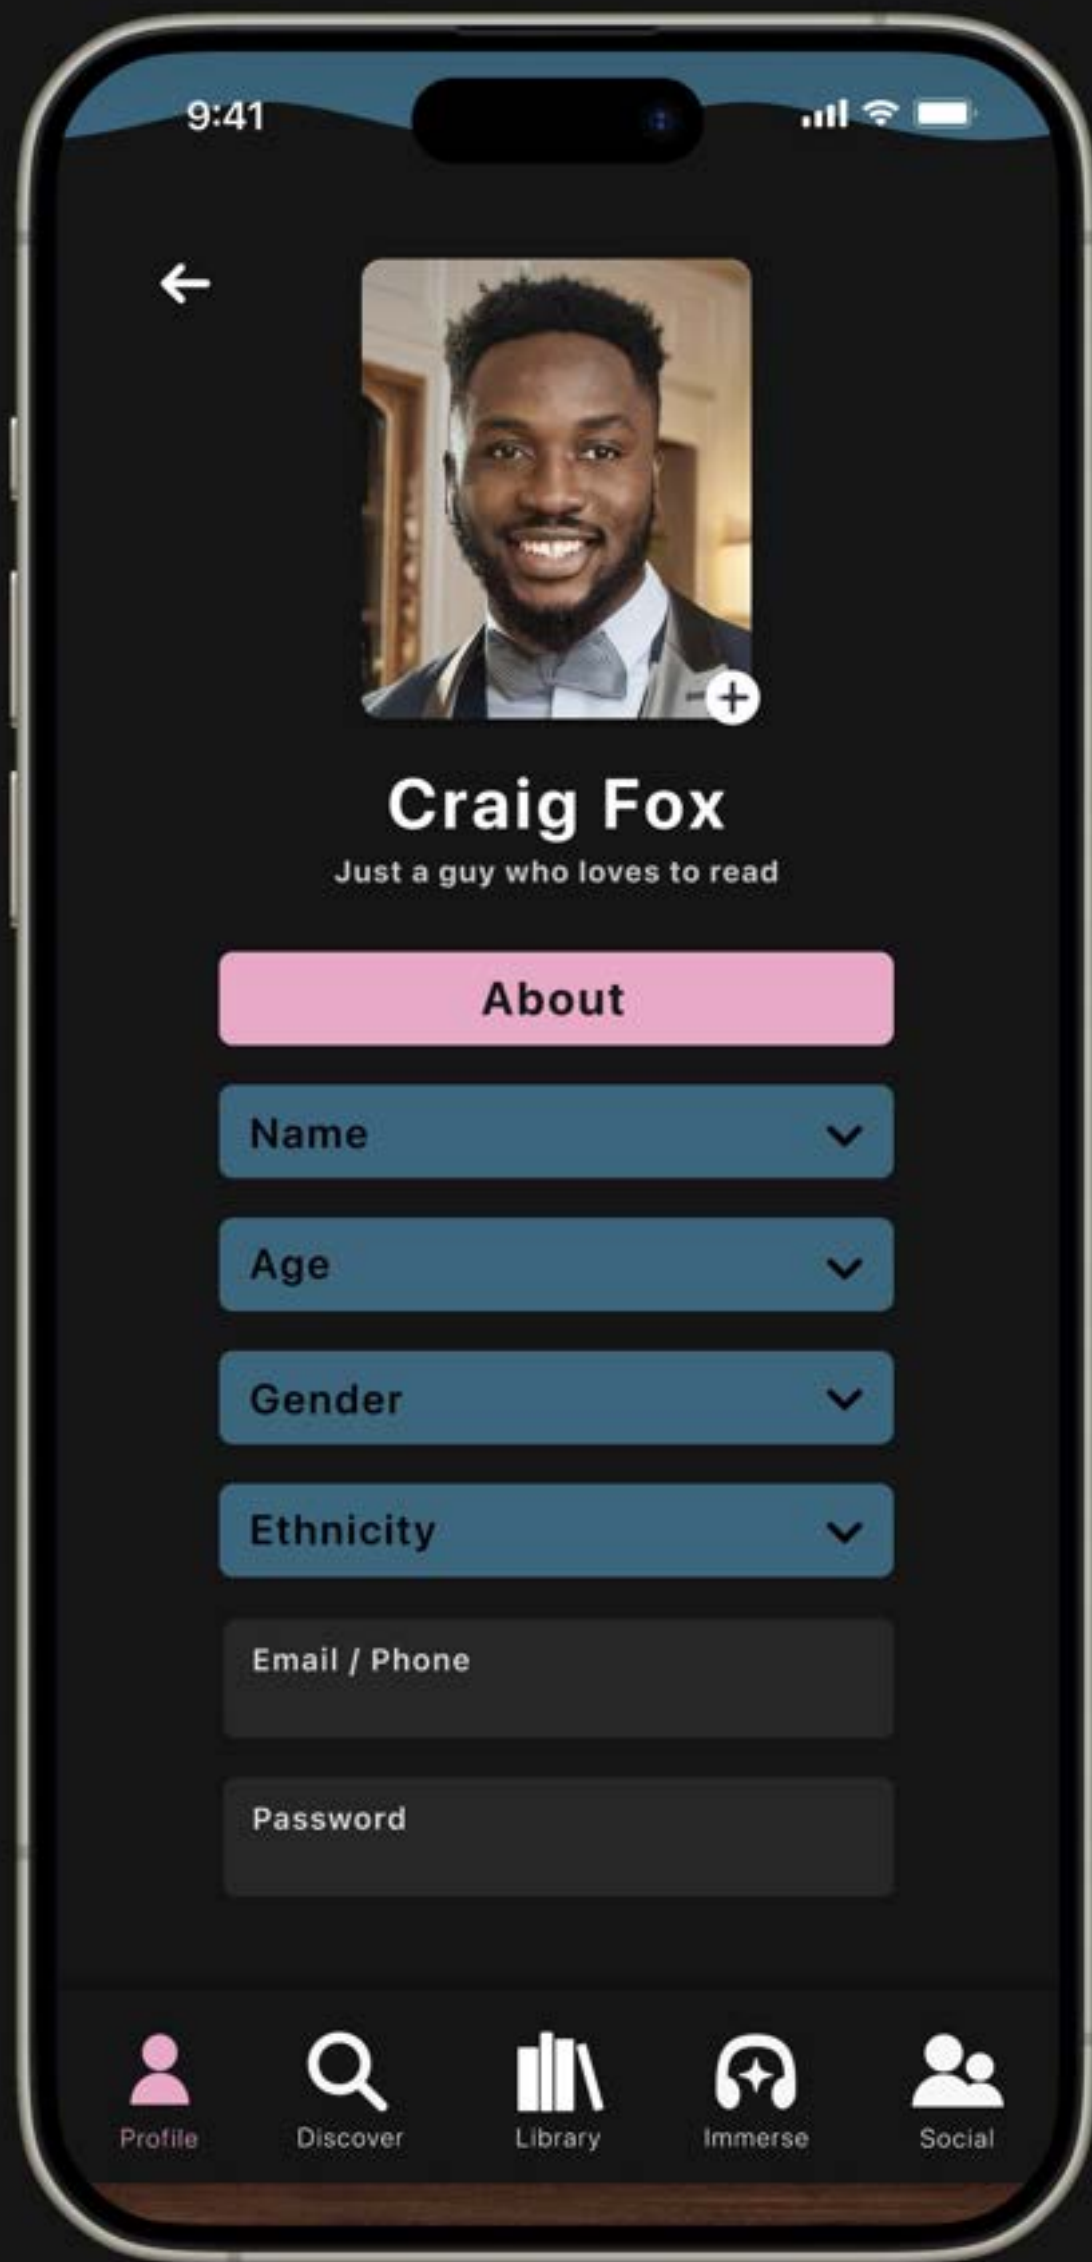 9:41
Craig Fox
Just a guy who loves to read
About
Name
Age
Gender
Ethnicity
Email / Phone
Password
Profile
Discover
Library
Immerse
Social